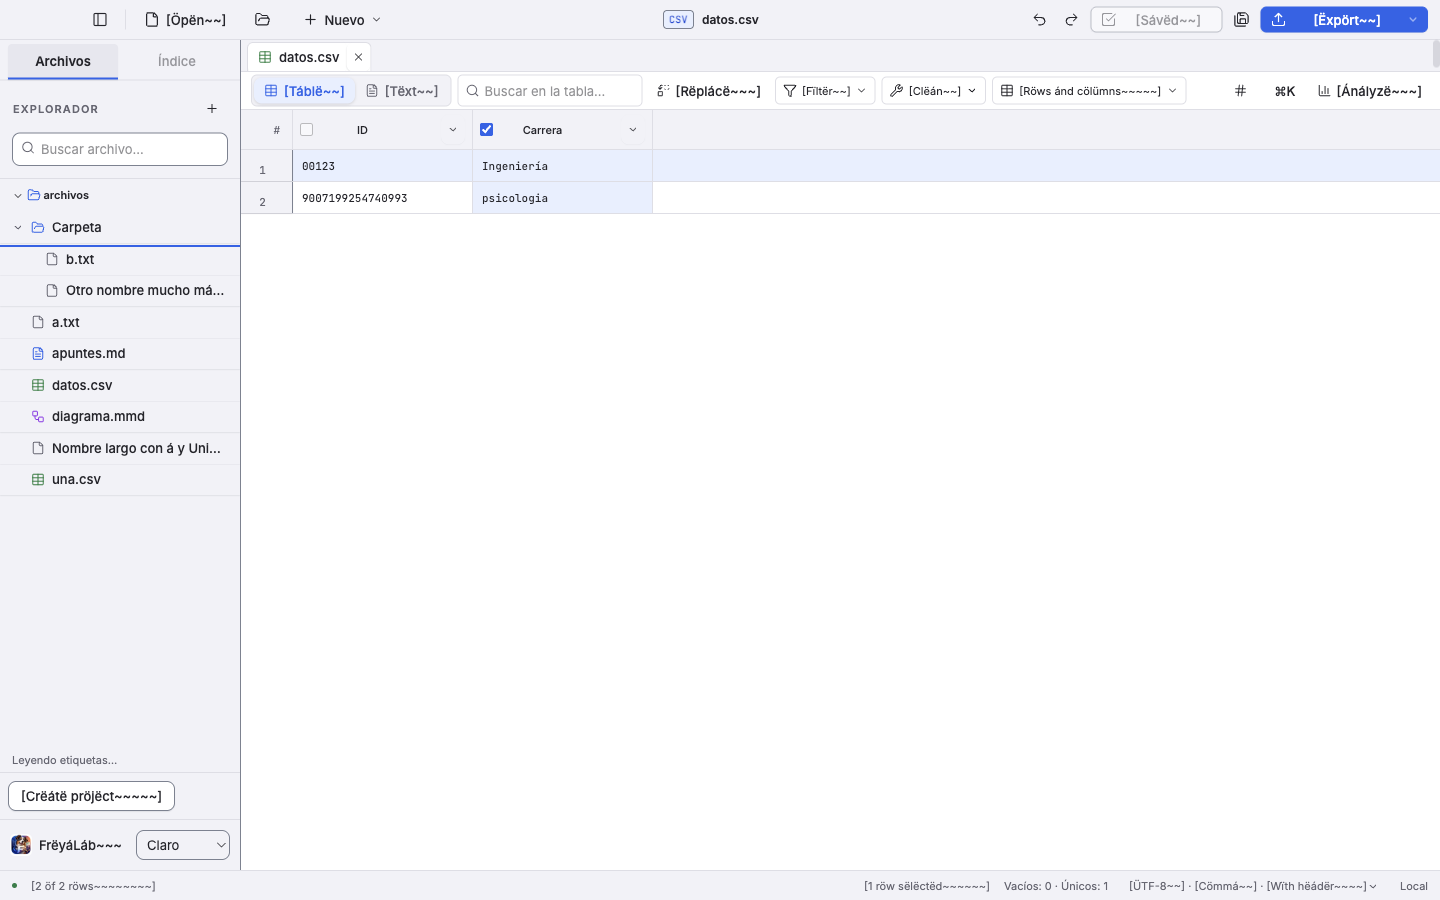 [Öpën~~]
Nuevo
CSV datos.csv
[Sávëd~~]
[Ëxpört~~]
Archivos
Índice
datos.csv
[Táblë~~]
[Tëxt~~]
Buscar en la tabla...
[Rëplácë~~~]
[Fïltër~~]
[Clëán~~]
[Röws ánd cölümns~~~~~]
#
⌘K
[Ánályzë~~~]
EXPLORADOR
Buscar archivo...
# ID Carrera
1 00123 Ingeniería
2 9007199254740993 psicologia
archivos
Carpeta
b.txt
Otro nombre mucho má...
a.txt
apuntes.md
datos.csv
diagrama.mmd
Nombre largo con á y Uni...
una.csv
Leyendo etiquetas...
[Crëátë pröjëct~~~~~]
FrëyáLáb~~~
Claro
[2 öf 2 röws~~~~~~~~]
[1 röw sëlëctëd~~~~~~]
Vacíos: 0 · Únicos: 1
[ÜTF-8~~] · [Cömmá~~] · [Wïth hëádër~~~~]
Local